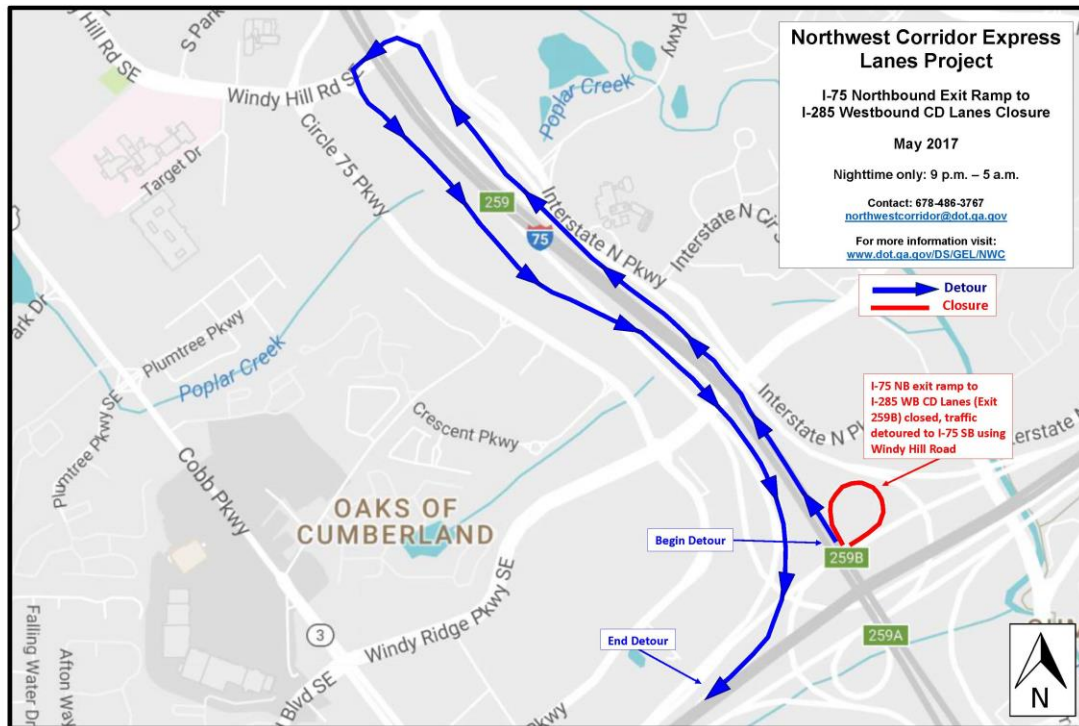 Northwest Corridor Express
Lanes Project
I-75 Northbound Exit Ramp to
I-285 Westbound CD Lanes Closure
May 2017
Nighttime only: 9 p.m. – 5 a.m.
Contact: 678-486-3767
northwestcorridor@dot.ga.gov
For more information visit:
www.dot.ga.gov/DS/GEL/NWC
Detour
Closure
Hill Rd SE
S Park
Pkwy
Windy Hill Rd SE
Poplar Creek
Target Dr
Circle 75 Pkwy
259
75
Interstate N Pkwy
Interstate N Cir
Park Dr
Plumtree Pkwy
Poplar Creek
Plumtree Pkwy SE
Crescent Pkwy
Interstate N Pk
terstate N
I-75 NB exit ramp to
I-285 WB CD Lanes (Exit
259B) closed, traffic
detoured to I-75 SB using
Windy Hill Road
Cobb Pkwy
OAKS OF
CUMBERLAND
Begin Detour
259B
259A
Windy Ridge Pkwy SE
3
End Detour
Falling Water Dr
Afton Way
Blvd SE
Pkwy
N